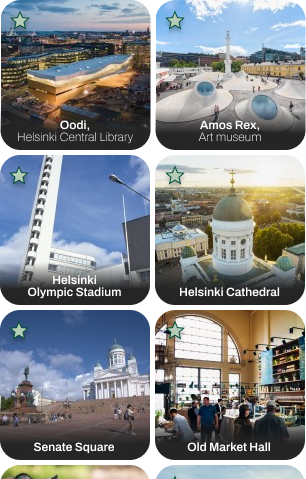 Oodi,
Helsinki Central Library
Amos Rex,
Art museum
Helsinki
Olympic Stadium
Helsinki Cathedral
Senate Square
Old Market Hall